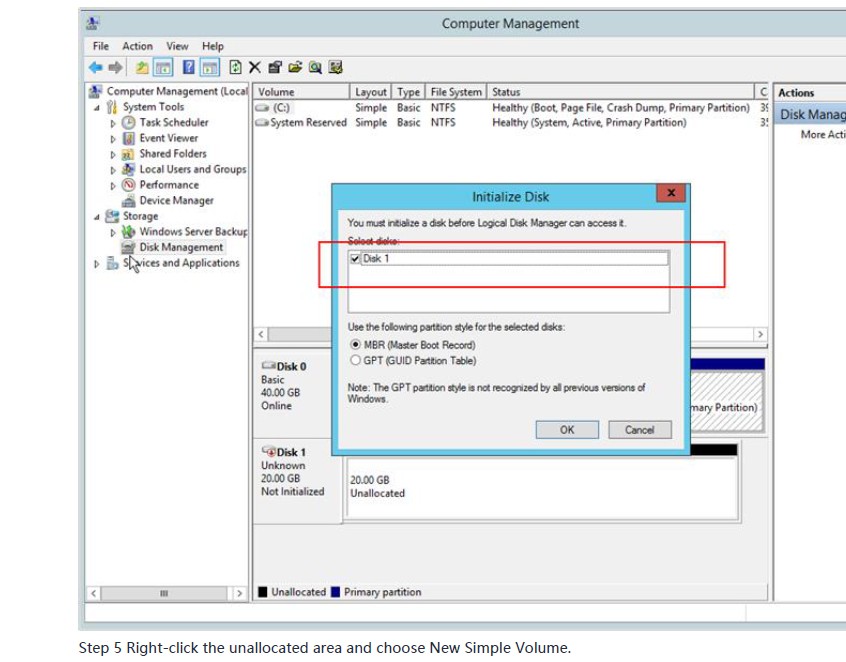 Computer Management
File Action View Help
Computer Management (Local
System Tools
Task Scheduler
Event Viewer
Shared Folders
Local Users and Groups
Performance
Device Manager
Storage
Windows Server Backup
Disk Management
Services and Applications
Volume Layout Type File System Status C
(C:) Simple Basic NTFS Healthy (Boot, Page File, Crash Dump, Primary Partition) 39
System Reserved Simple Basic NTFS Healthy (System, Active, Primary Partition) 35
Actions
Disk Manag
More Acti
Initialize Disk
x
You must initialize a disk before Logical Disk Manager can access it.
Select disks:
Disk 1
Use the following partition style for the selected disks:
MBR (Master Boot Record)
GPT (GUID Partition Table)
Note: The GPT partition style is not recognized by all previous versions of
Windows.
OK Cancel
Disk 0
Basic
40.00 GB
Online
mary Partition)
Disk 1
Unknown
20.00 GB
Not Initialized
20.00 GB
Unallocated
Unallocated Primary partition
Step 5 Right-click the unallocated area and choose New Simple Volume.